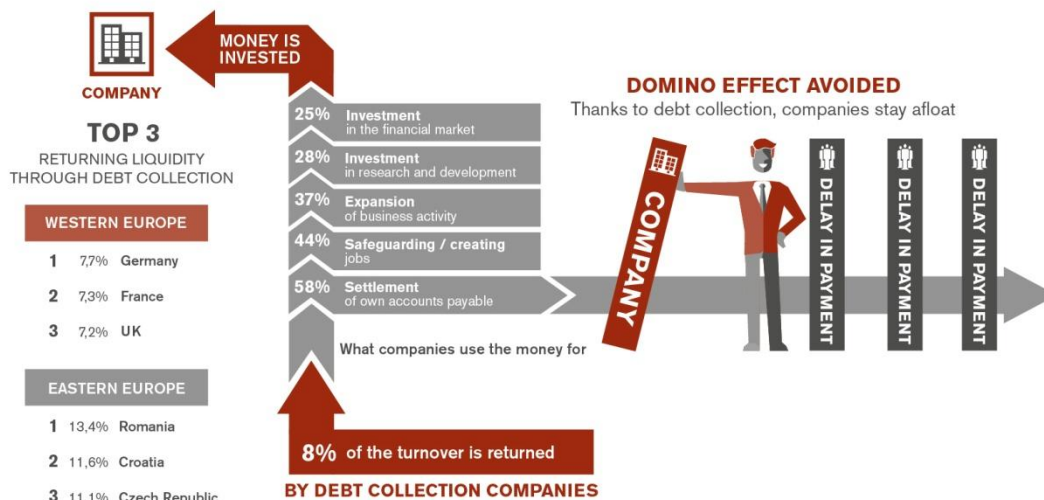 MONEY IS
INVESTED
COMPANY
TOP 3
RETURNING LIQUIDITY
THROUGH DEBT COLLECTION
WESTERN EUROPE
1 7,7% Germany
2 7,3% France
3 7,2% UK
EASTERN EUROPE
1 13,4% Romania
2 11,6% Croatia
3 11,1% Czech Republic
25% Investment
in the financial market
28% Investment
in research and development
37% Expansion
of business activity
44% Safeguarding / creating
jobs
58% Settlement
of own accounts payable
What companies use the money for
8% of the turnover is returned
BY DEBT COLLECTION COMPANIES
DOMINO EFFECT AVOIDED
Thanks to debt collection, companies stay afloat
COMPANY
DELAY IN PAYMENT
DELAY IN PAYMENT
DELAY IN PAYMENT